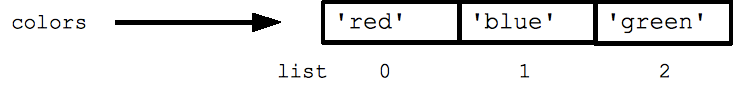 colors 'red' 'blue' 'green'
list 0 1 2